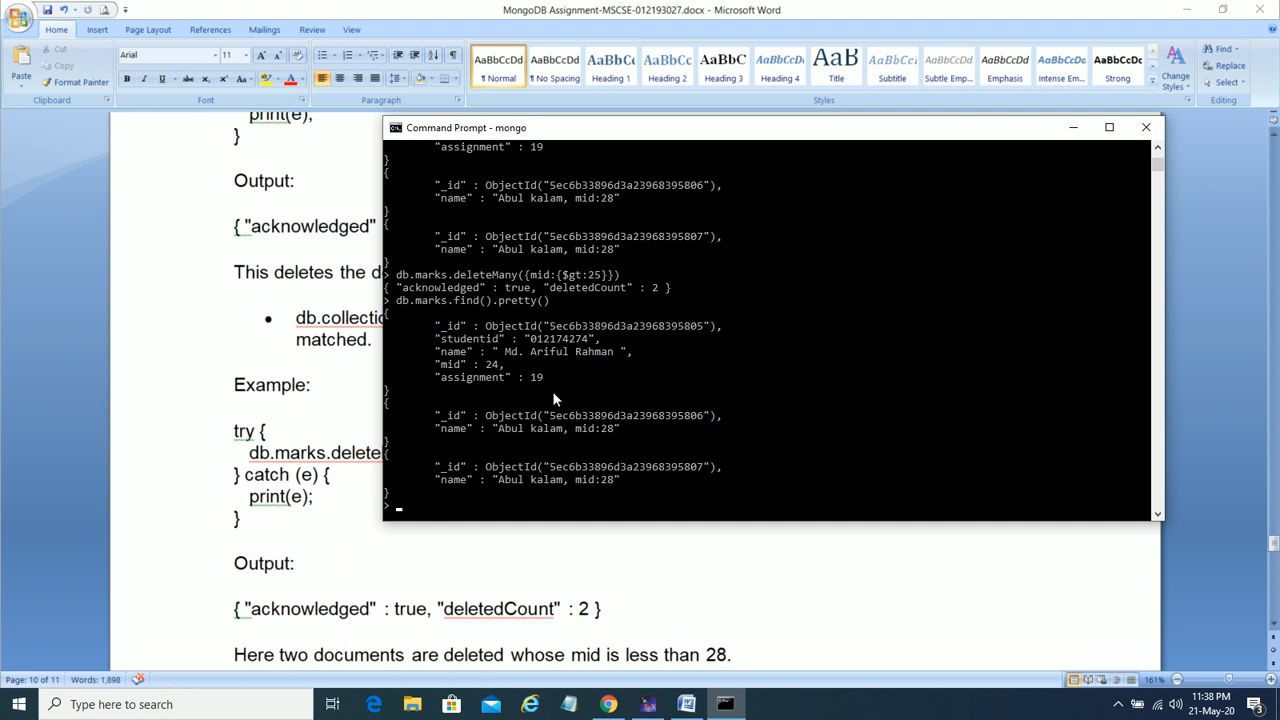 MongoDB Assignment-MSCSE-012193027.docx - Microsoft Word
Home Insert Page Layout References Mailings Review View
Paste
Cut
Copy
Format Painter
Clipboard
Arial 11
Font
Paragraph
AaBbCcDd AaBbCcDd AaBbC AaBbCc AaBbC AaBbCcDd AaB AaBbCcL AaBbCcDd AaBbCcDd AaBbCcDd AaBbCcDc
¶ Normal ¶ No Spacing Heading 1 Heading 2 Heading 3 Heading 4 Title Subtitle Subtle Emp... Emphasis Intense Em... Strong
Change Styles
Styles
Find
Replace
Select
Editing
print(e);
}
Output:
{ "acknowledged"
This deletes the d
• db.collectio
matched.
Example:
try {
db.marks.delete
} catch (e) {
print(e);
}
Output:
{ "acknowledged" : true, "deletedCount" : 2 }
Here two documents are deleted whose mid is less than 28.
Command Prompt - mongo
"assignment" : 19
}
{
"_id" : ObjectId("5ec6b33896d3a23968395806"),
"name" : "Abul kalam, mid:28"
}
{
"_id" : ObjectId("5ec6b33896d3a23968395807"),
"name" : "Abul kalam, mid:28"
}
> db.marks.deleteMany({mid:{$gt:25}})
{ "acknowledged" : true, "deletedCount" : 2 }
> db.marks.find().pretty()
{
"_id" : ObjectId("5ec6b33896d3a23968395805"),
"studentid" : "012174274",
"name" : " Md. Ariful Rahman ",
"mid" : 24,
"assignment" : 19
}
{
"_id" : ObjectId("5ec6b33896d3a23968395806"),
"name" : "Abul kalam, mid:28"
}
{
"_id" : ObjectId("5ec6b33896d3a23968395807"),
"name" : "Abul kalam, mid:28"
}
>
Page: 10 of 11 Words: 1,898
161%
Type here to search
11:38 PM
21-May-20